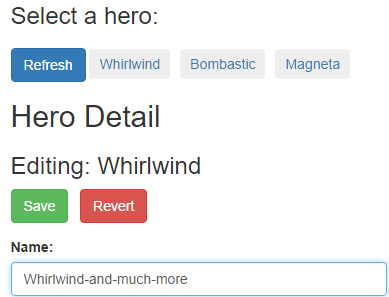 Select a hero:
Refresh Whirlwind Bombastic Magneta
Hero Detail
Editing: Whirlwind
Save Revert
Name:
Whirlwind-and-much-more